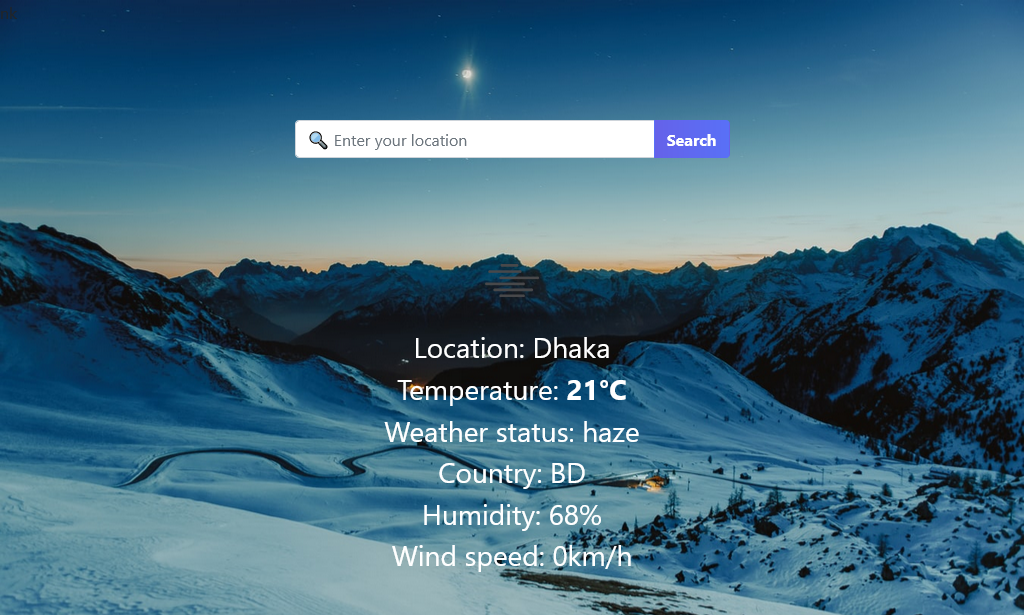 Enter your location
Search
Location: Dhaka
Temperature: 21°C
Weather status: haze
Country: BD
Humidity: 68%
Wind speed: 0km/h